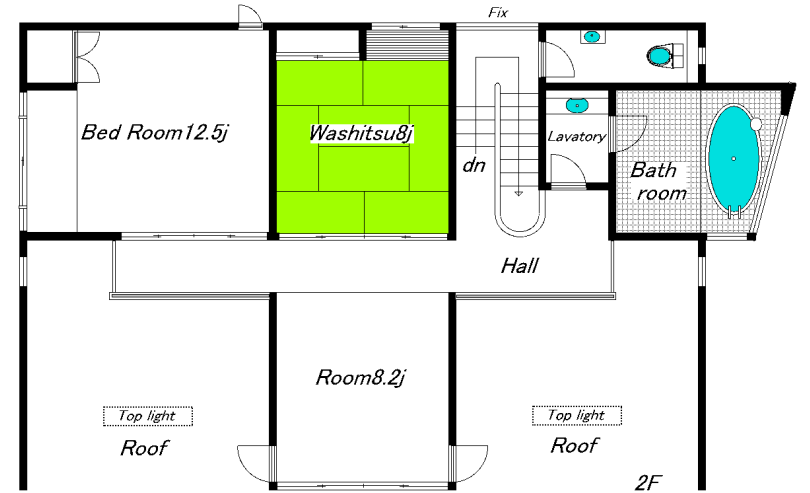 Fix
Bed Room12.5j
Washitsu8j
dn
Lavatory
Bath
room
Hall
Room8.2j
Top light
Roof
Top light
Roof
2F